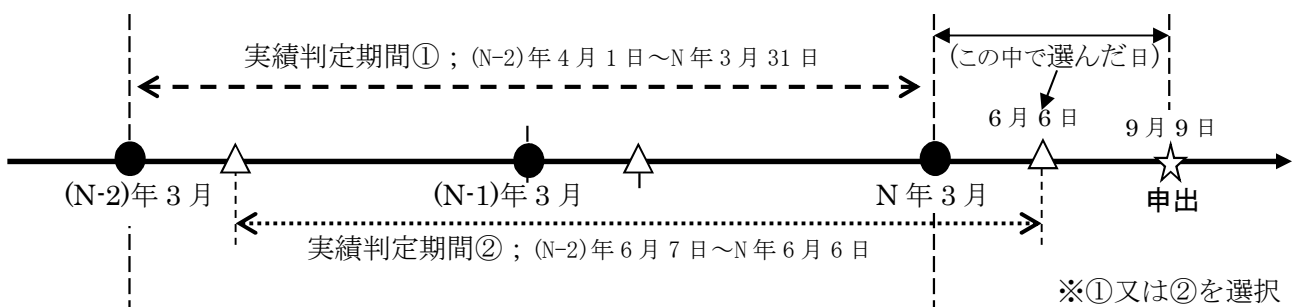 実績判定期間①；(N-2)年4月1日～N年3月31日
(この中で選んだ日)
6月6日
9月9日
(N-2)年3月
(N-1)年3月
N年3月
申出
実績判定期間②；(N-2)年6月7日～N年6月6日
※①又は②を選択